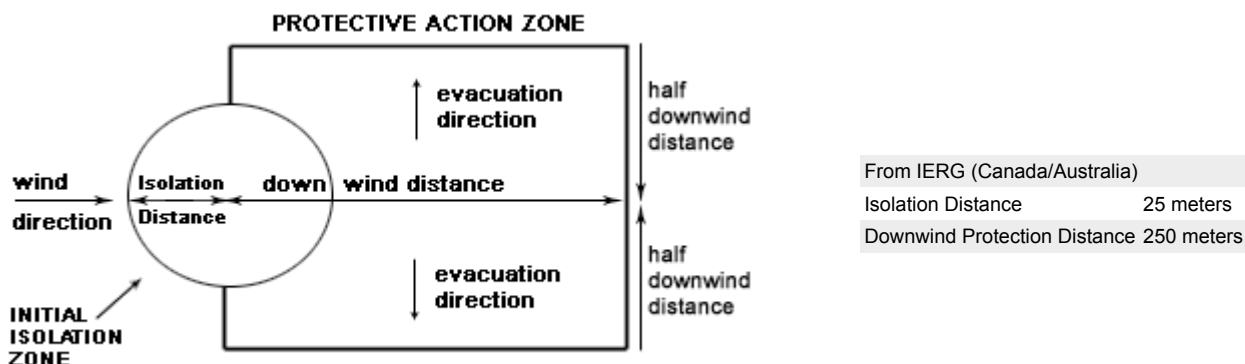 PROTECTIVE ACTION ZONE
evacuation
direction
half
downwind
distance
wind
direction
Isolation
Distance
down wind distance
evacuation
direction
half
downwind
distance
INITIAL
ISOLATION
ZONE
From IERG (Canada/Australia)
Isolation Distance 25 meters
Downwind Protection Distance 250 meters